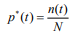 p*(t) = n(t)/N